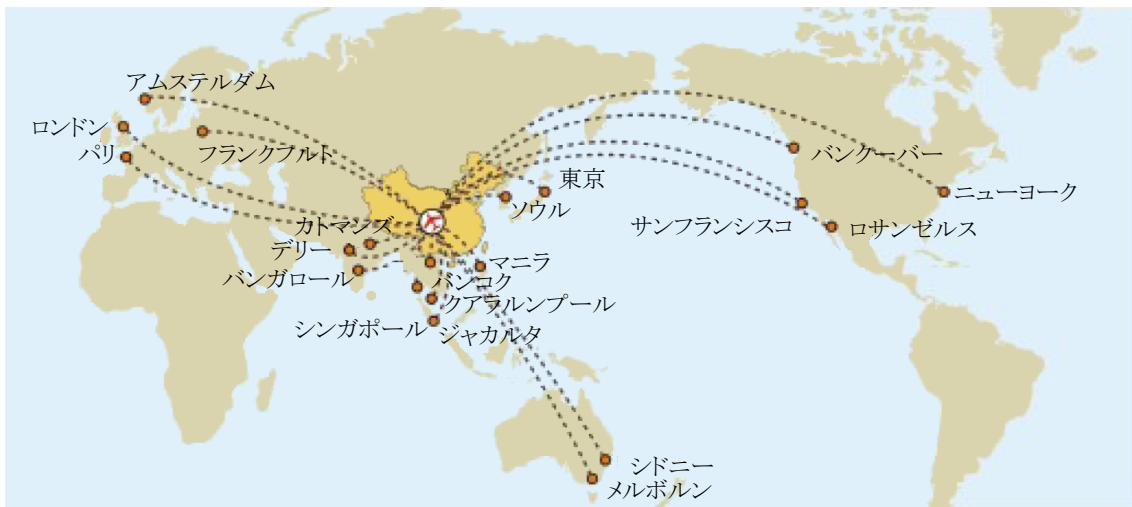 アムステルダム
ロンドン
パリ
フランクフルト
バンクーバー
東京
ソウル
ニューヨーク
サンフランシスコ
ロサンゼルス
カトマンズ
デリー
バンガロール
マニラ
バンコク
クアラルンプール
シンガポール
ジャカルタ
シドニー
メルボルン